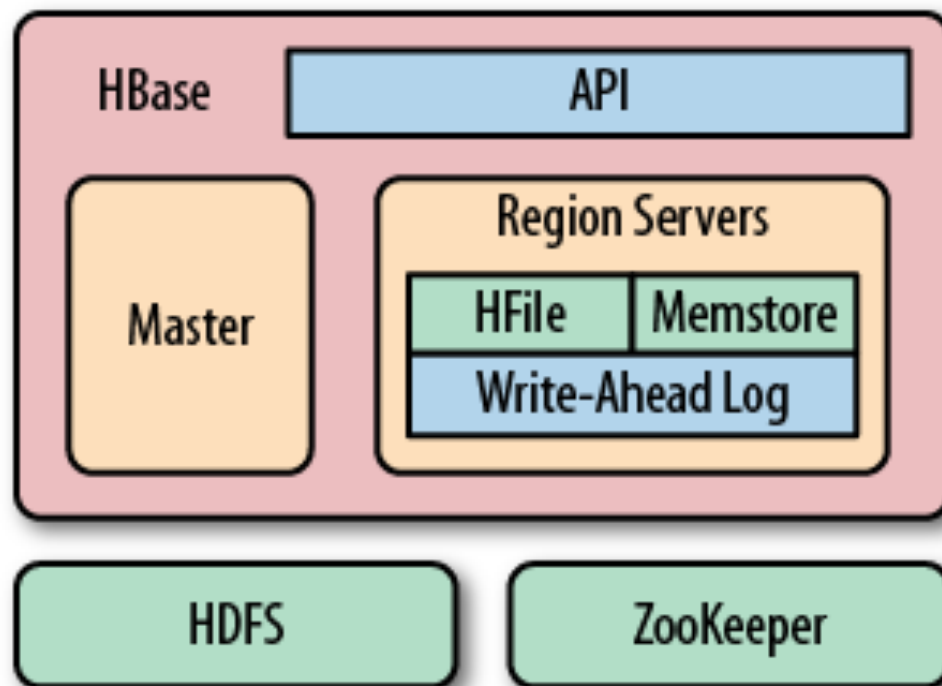 HBase
API
Master
Region Servers
HFile
Memstore
Write-Ahead Log
HDFS
ZooKeeper